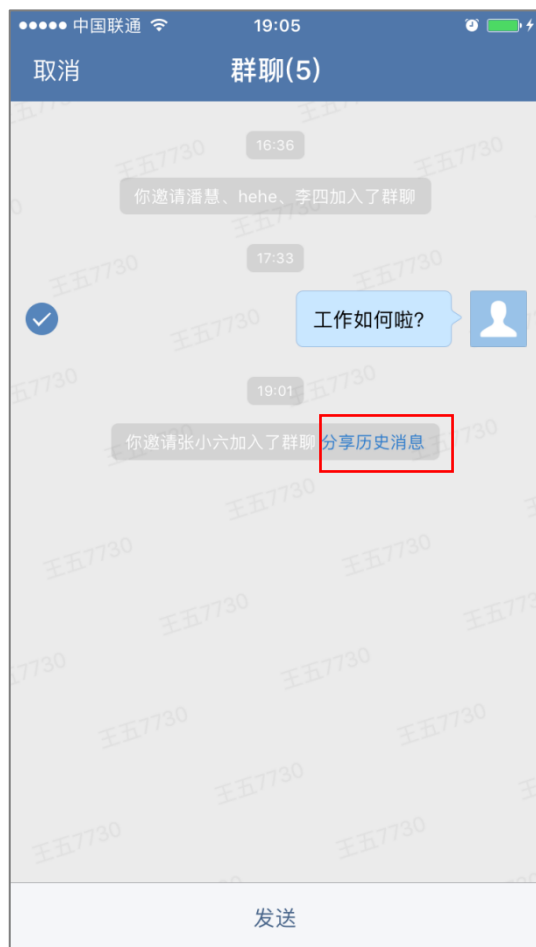 中国联通 19:05
取消 群聊(5)
16:36
你邀请潘慧、hehe、李四加入了群聊
17:33
工作如何啦?
19:01
你邀请张小六加入了群聊 分享历史消息
发送
王五7730